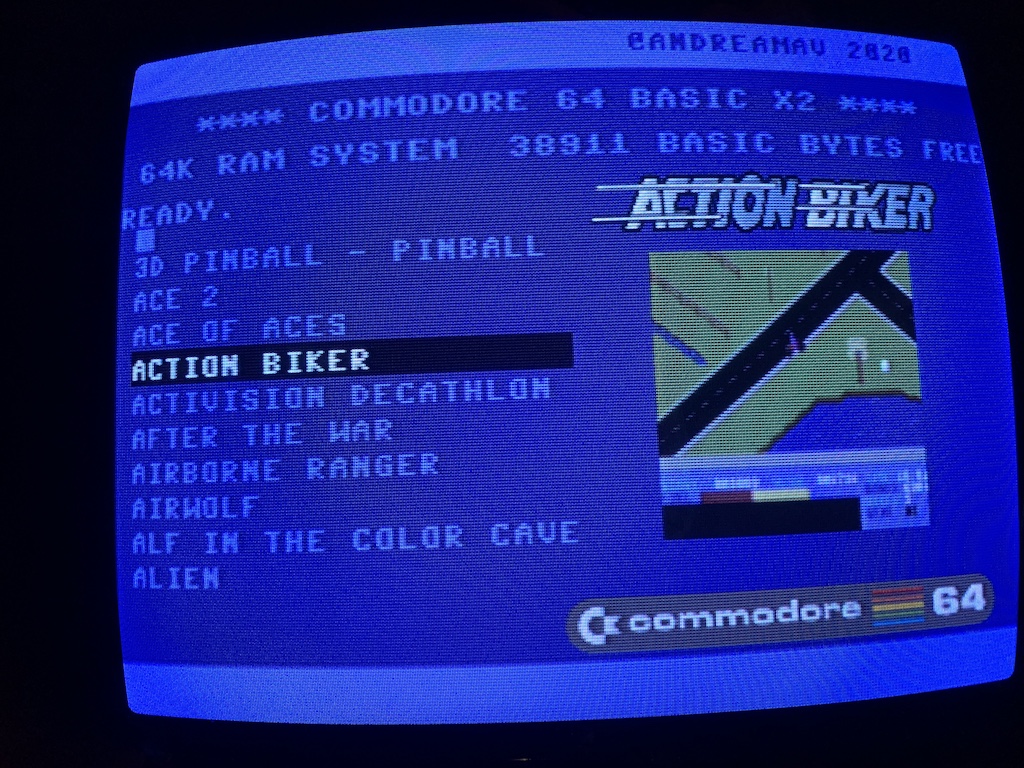 @ANDREAMAV 2020
**** COMMODORE 64 BASIC X2 ****
64K RAM SYSTEM 38911 BASIC BYTES FREE
READY.
3D PINBALL - PINBALL
ACE 2
ACE OF ACES
ACTION BIKER
ACTIVISION DECATHLON
AFTER THE WAR
AIRBORNE RANGER
AIRWOLF
ALF IN THE COLOR CAVE
ALIEN
ACTION BIKER
commodore 64